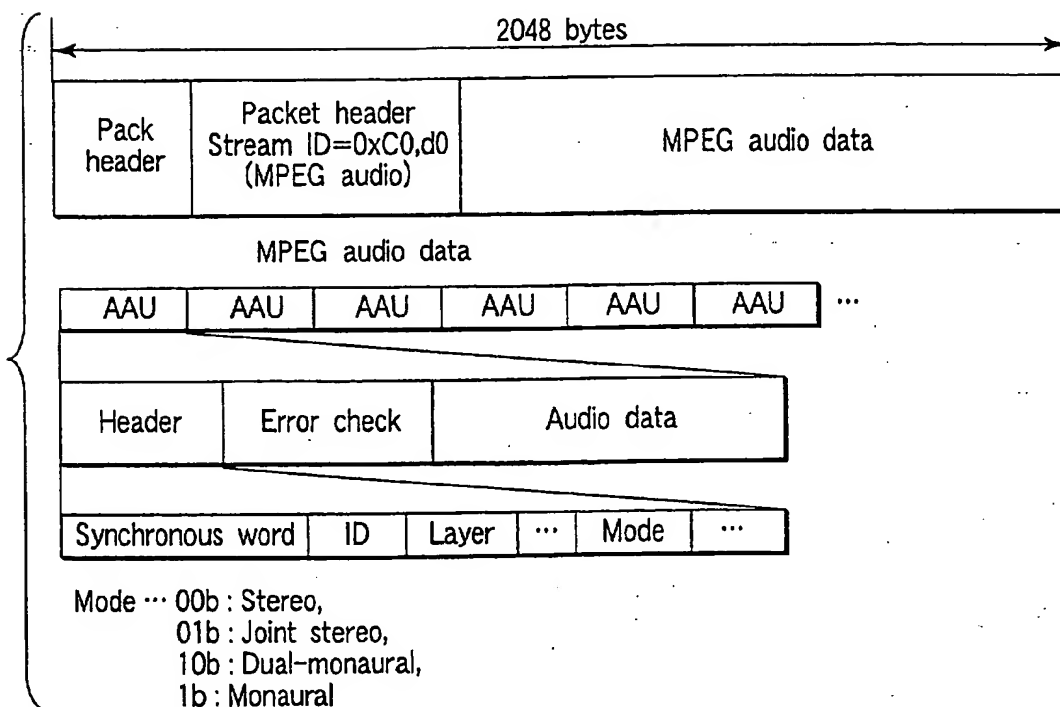 2048 bytes
Pack
header
Packet header
Stream ID=0xC0,d0
(MPEG audio)
MPEG audio data
MPEG audio data
AAU AAU AAU AAU AAU AAU ...
Header Error check Audio data
Synchronous word ID Layer ... Mode ...
Mode ... 00b : Stereo,
01b : Joint stereo,
10b : Dual-monaural,
1b : Monaural